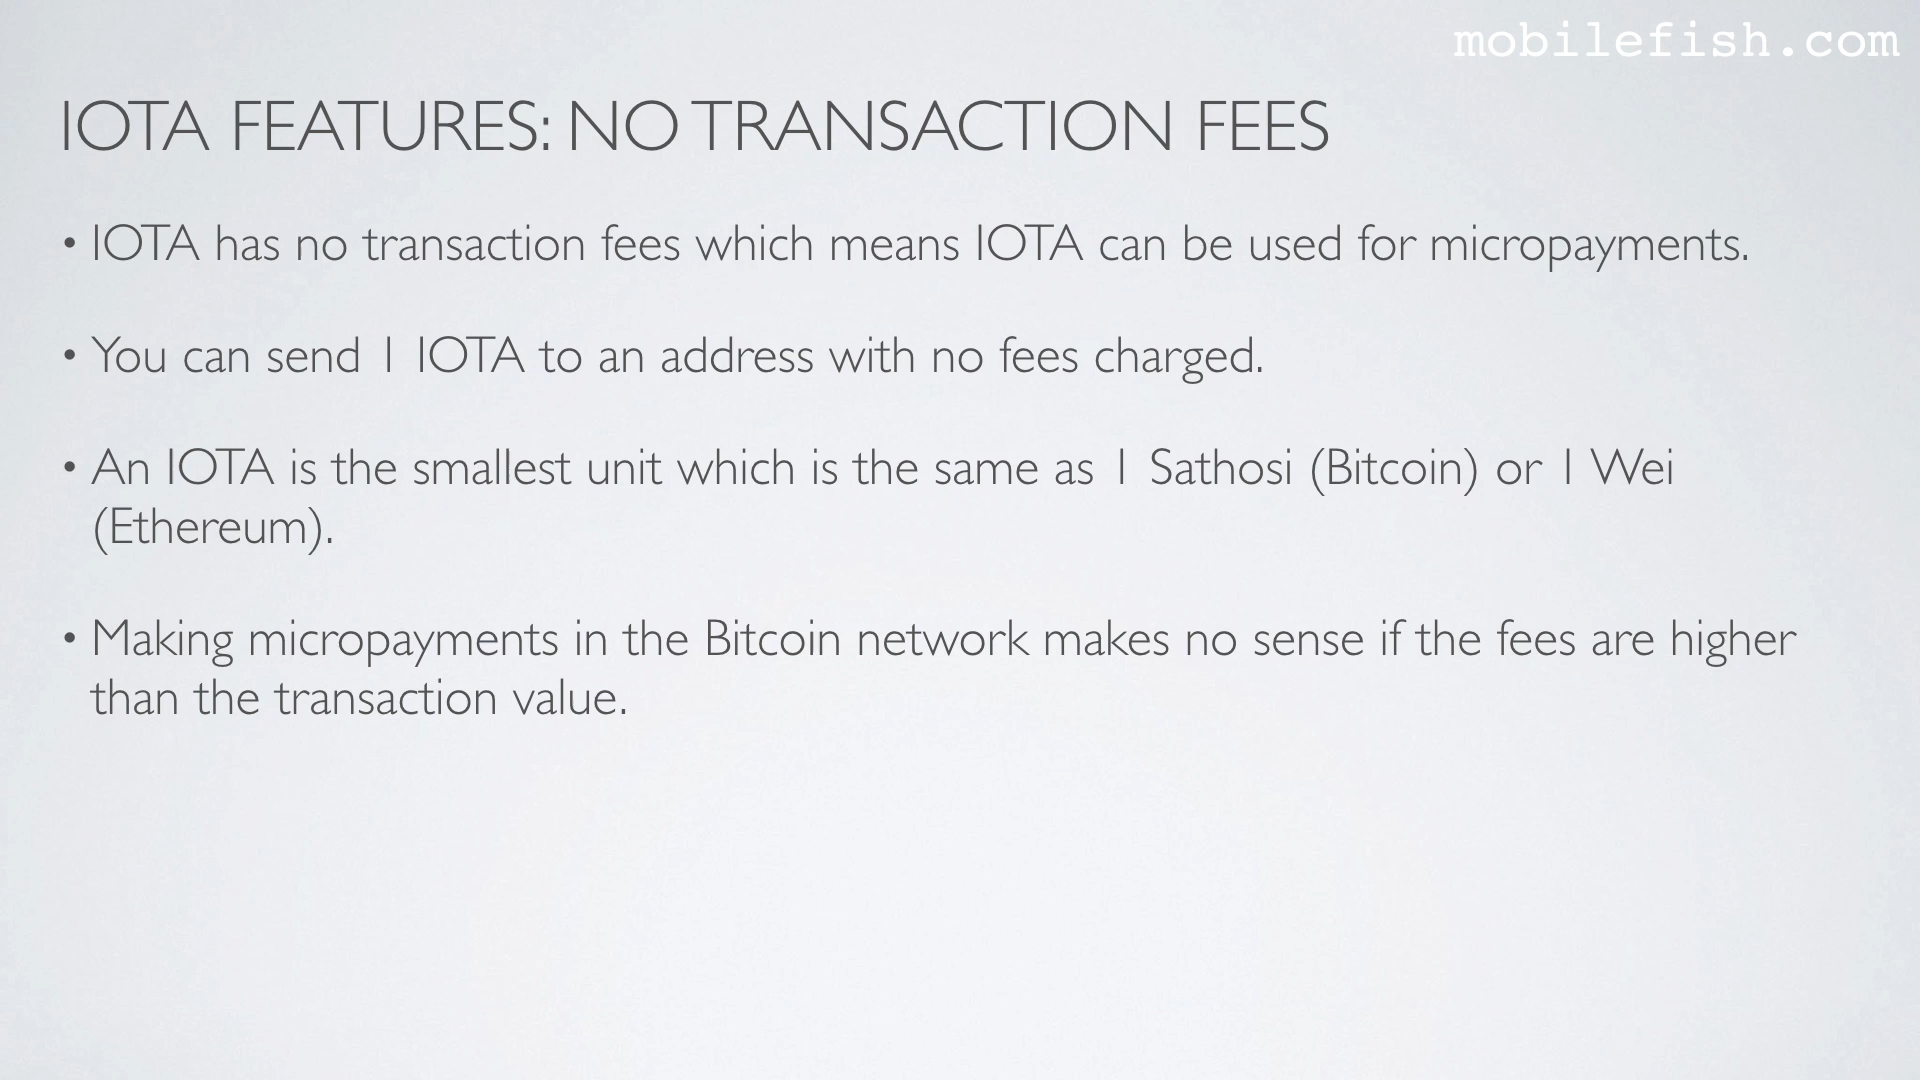 mobilefish.com
IOTA FEATURES: NO TRANSACTION FEES
• IOTA has no transaction fees which means IOTA can be used for micropayments.
• You can send 1 IOTA to an address with no fees charged.
• An IOTA is the smallest unit which is the same as 1 Sathosi (Bitcoin) or 1 Wei
(Ethereum).
• Making micropayments in the Bitcoin network makes no sense if the fees are higher
than the transaction value.